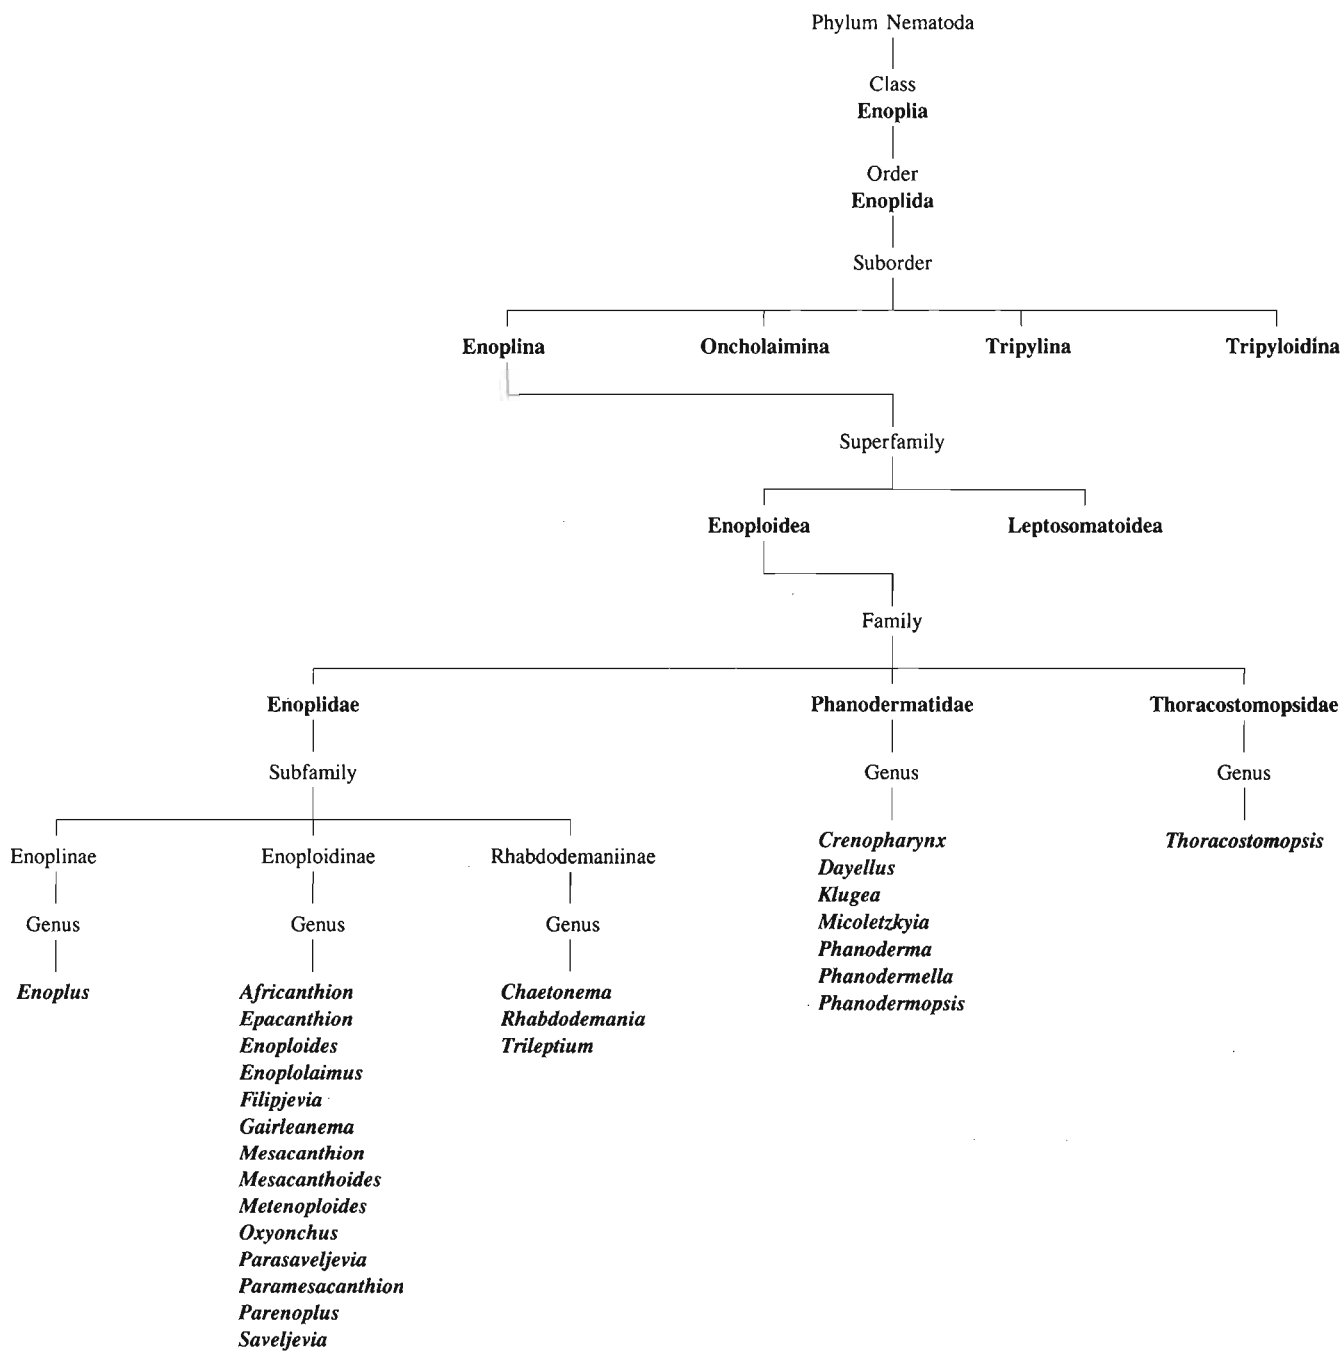 Phylum Nematoda
Class
Enoplia
Order
Enoplida
Suborder
Enoplina
Oncholaimina
Tripylina
Tripyloidina
Superfamily
Enoploidea
Leptosomatoidea
Family
Enoplidae
Phanodermatidae
Thoracostomopsidae
Subfamily
Genus
Genus
Enoplinae
Enoploidinae
Rhabdodemaniinae
Crenopharynx
Dayellus
Klugea
Micoletzkyia
Phanoderma
Phanodermella
Phanodermopsis
Thoracostomopsis
Genus
Genus
Genus
Enoplus
Africanthion
Epacanthion
Enoploides
Enoplolaimus
Filipjevia
Gairleanema
Mesacanthion
Mesacanthoides
Metenoploides
Oxyonchus
Parasaveljevia
Paramesacanthion
Parenoplus
Saveljevia
Chaetonema
Rhabdodemania
Trileptium